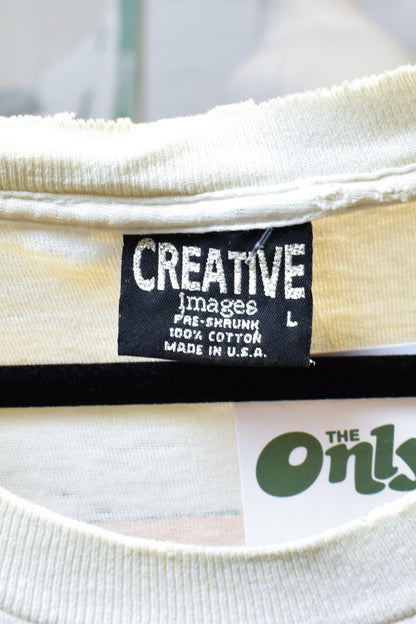 CREATIVE
images
PRE-SHRUNK
100% COTTON
MADE IN U.S.A.
L
THE
Only